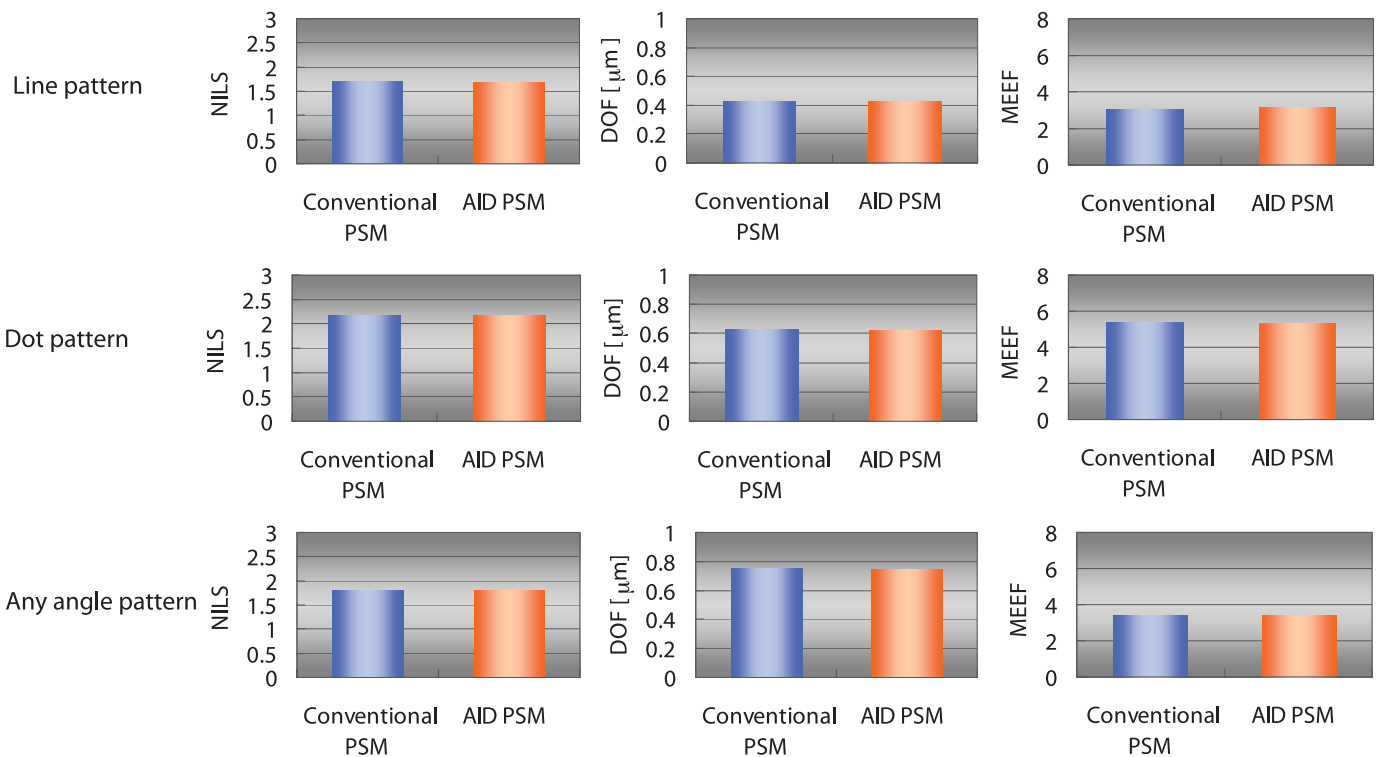 Line pattern
NILS
3
2.5
2
1.5
1
0.5
0
Conventional
PSM
AID PSM
DOF [ μm ]
1
0.8
0.6
0.4
0.2
0
Conventional
PSM
AID PSM
MEEF
8
6
4
2
0
Conventional
PSM
AID PSM
Dot pattern
NILS
3
2.5
2
1.5
1
0.5
0
Conventional
PSM
AID PSM
DOF [ μm]
1
0.8
0.6
0.4
0.2
0
Conventional
PSM
AID PSM
MEEF
8
6
4
2
0
Conventional
PSM
AID PSM
Any angle pattern
NILS
3
2.5
2
1.5
1
0.5
0
Conventional
PSM
AID PSM
DOF [ μm]
1
0.8
0.6
0.4
0.2
0
Conventional
PSM
AID PSM
MEEF
8
6
4
2
0
Conventional
PSM
AID PSM